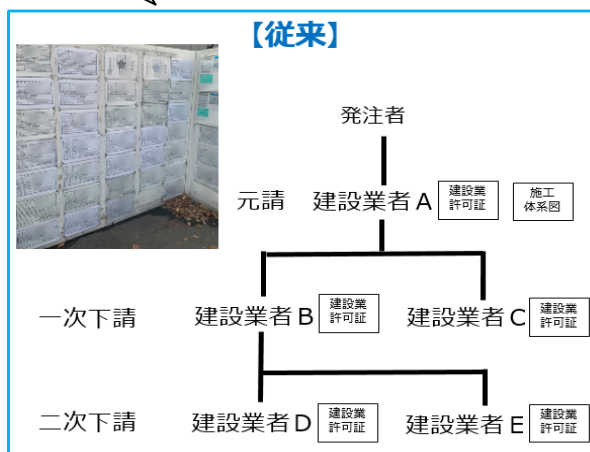 【従来】
発注者
元請 建設業者A 建設業
許可証 施工
体系図
一次下請 建設業者B 建設業
許可証 建設業者C 建設業
許可証
二次下請 建設業者D 建設業
許可証 建設業者E 建設業
許可証